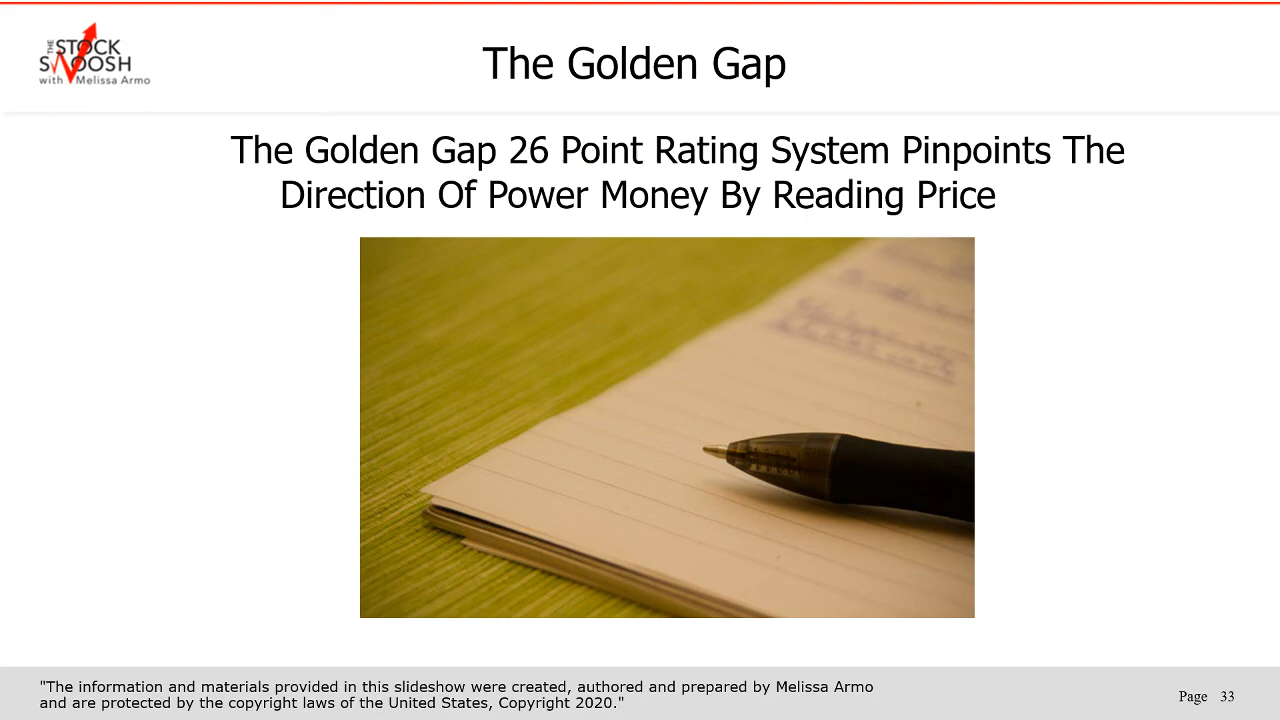 THE STOCK
SWOOSH
with Melissa Armo
The Golden Gap
The Golden Gap 26 Point Rating System Pinpoints The
Direction Of Power Money By Reading Price
"The information and materials provided in this slideshow were created, authored and prepared by Melissa Armo
and are protected by the copyright laws of the United States, Copyright 2020."
Page 33